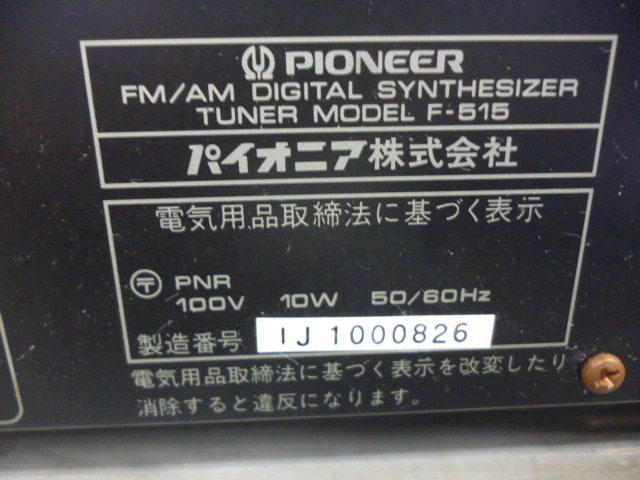 PIONEER
FM/AM DIGITAL SYNTHESIZER
TUNER MODEL F-515
パイオニア株式会社
電気用品取締法に基づく表示
〒 PNR
100V 10W 50/60Hz
製造番号 IJ 1000826
電気用品取締法に基づく表示を改変したり
消除すると違反になります。